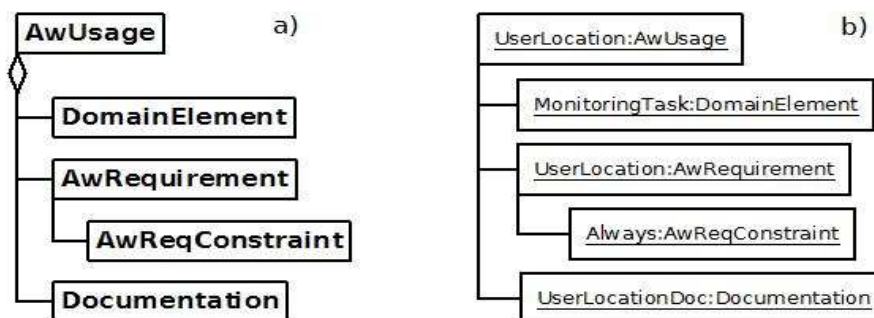 a)
AwUsage
DomainElement
AwRequirement
AwReqConstraint
Documentation
b)
UserLocation:AwUsage
MonitoringTask:DomainElement
UserLocation:AwRequirement
Always:AwReqConstraint
UserLocationDoc:Documentation